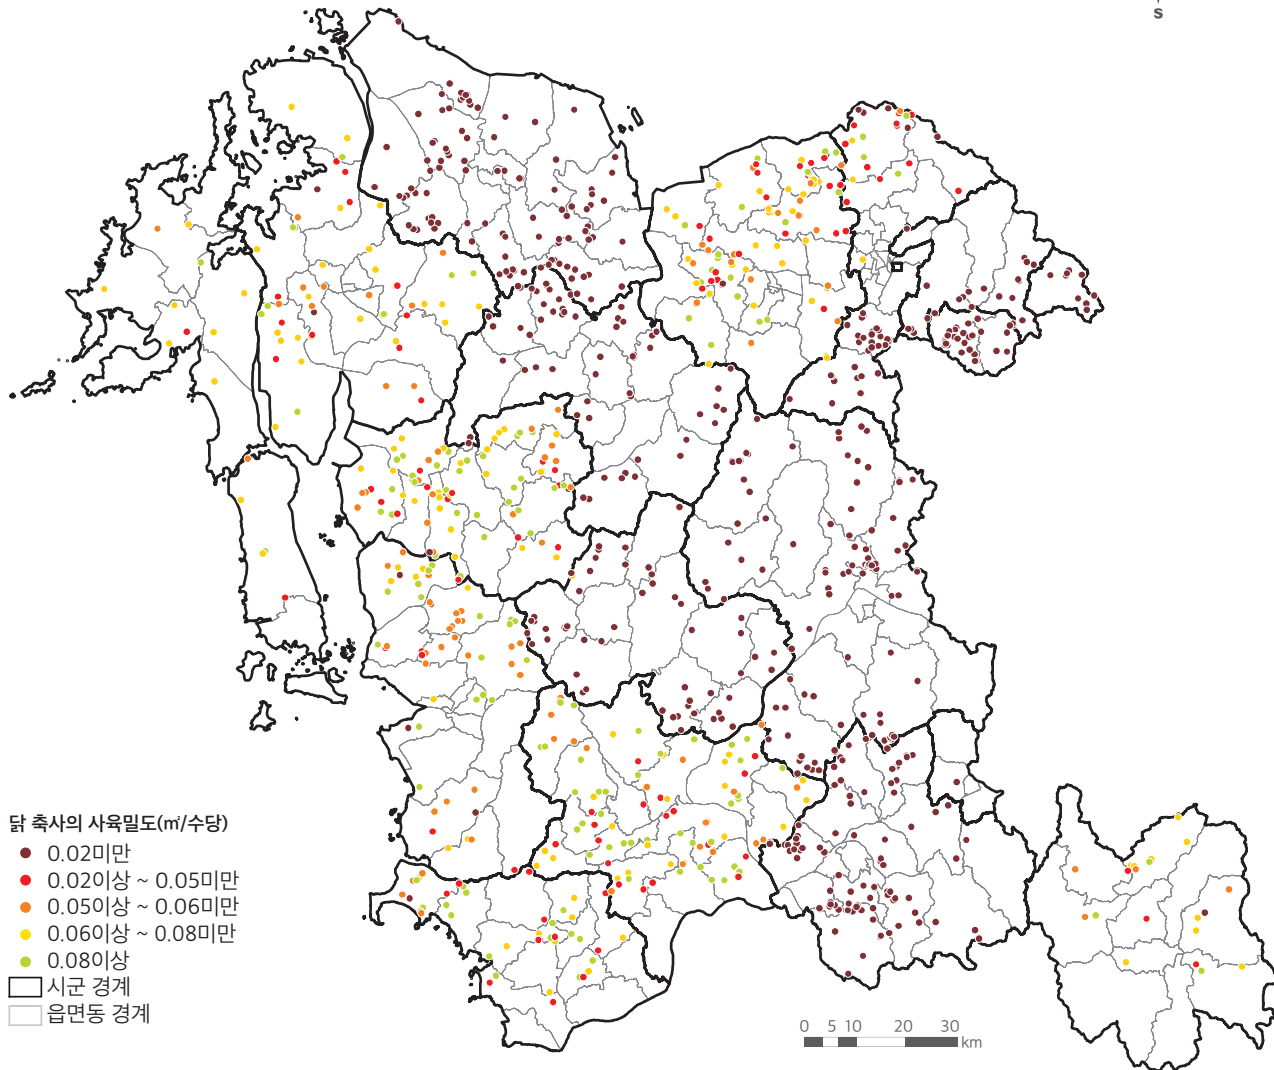 S
닭 축사의 사육밀도(㎡/수당)
0.02미만
0.02이상 ~ 0.05미만
0.05이상 ~ 0.06미만
0.06이상 ~ 0.08미만
0.08이상
시군 경계
읍면동 경계
0 5 10 20 30
km